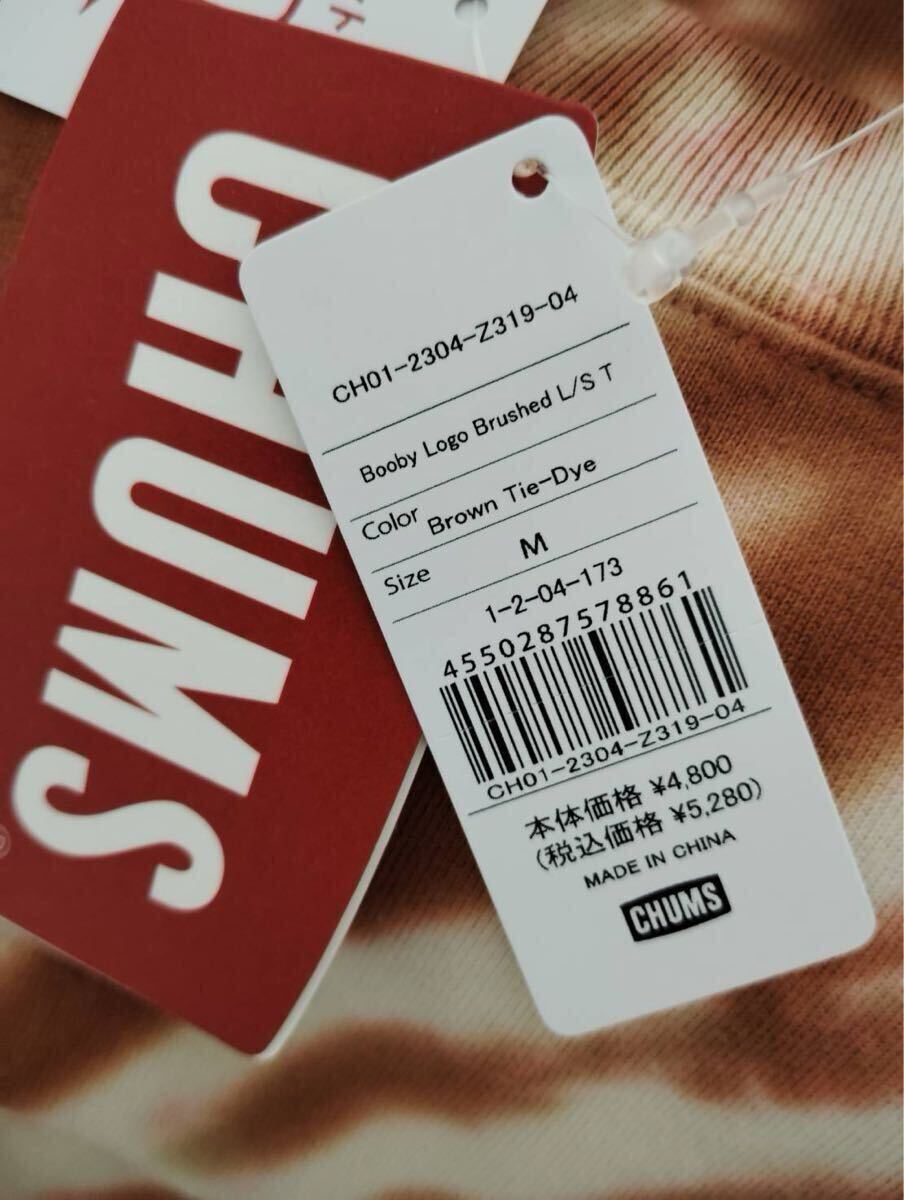 CHUMS
CH01-2304-Z319-04
Booby Logo Brushed L/S T
Color Brown Tie-Dye
Size M
1-2-04-173
4550287578861
CH01-2304-Z319-04
本体価格 ¥4,800
(税込価格 ¥5,280)
MADE IN CHINA
CHUMS